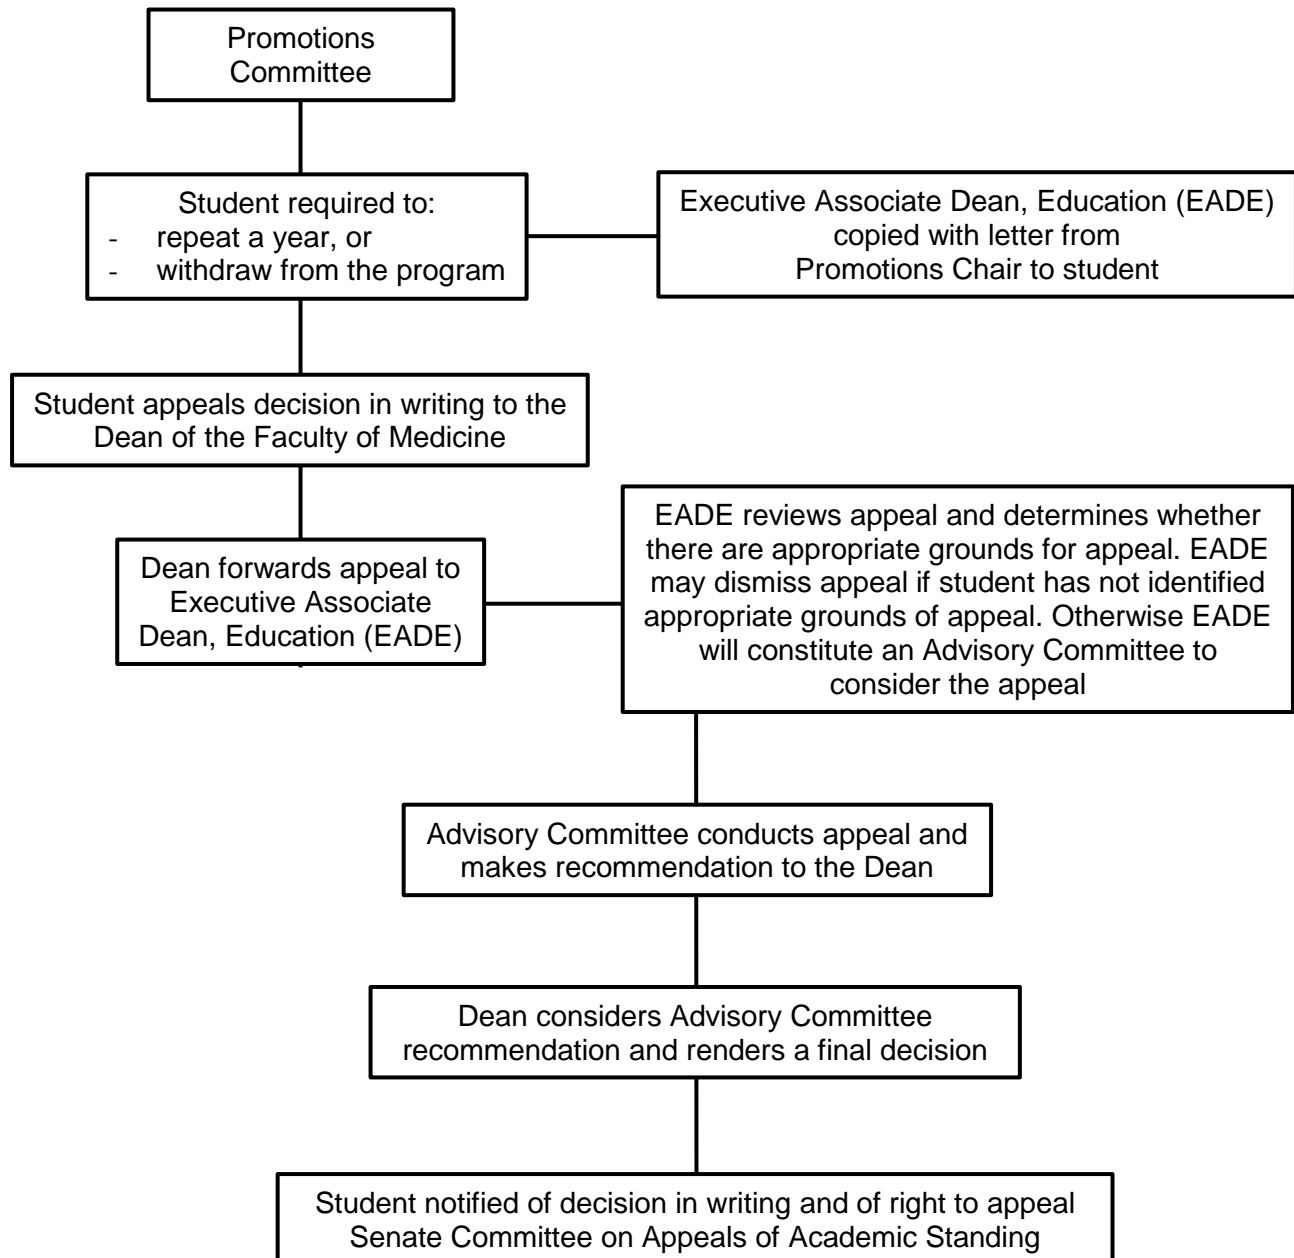 Promotions
Committee
Student required to:
- repeat a year, or
- withdraw from the program
Executive Associate Dean, Education (EADE)
copied with letter from
Promotions Chair to student
Student appeals decision in writing to the
Dean of the Faculty of Medicine
Dean forwards appeal to
Executive Associate
Dean, Education (EADE)
EADE reviews appeal and determines whether
there are appropriate grounds for appeal. EADE
may dismiss appeal if student has not identified
appropriate grounds of appeal. Otherwise EADE
will constitute an Advisory Committee to
consider the appeal
Advisory Committee conducts appeal and
makes recommendation to the Dean
Dean considers Advisory Committee
recommendation and renders a final decision
Student notified of decision in writing and of right to appeal
Senate Committee on Appeals of Academic Standing